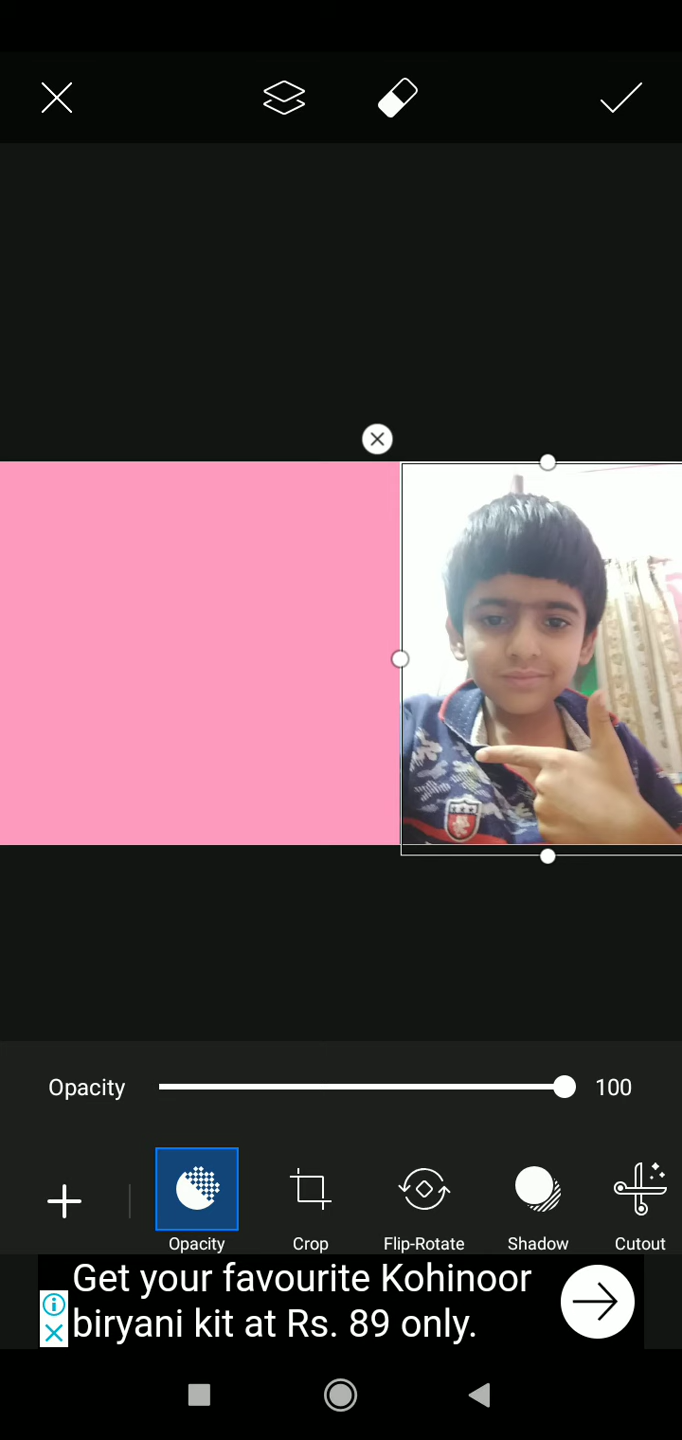 Opacity 100
Opacity Crop Flip-Rotate Shadow Cutout
Get your favourite Kohinoor
biryani kit at Rs. 89 only.